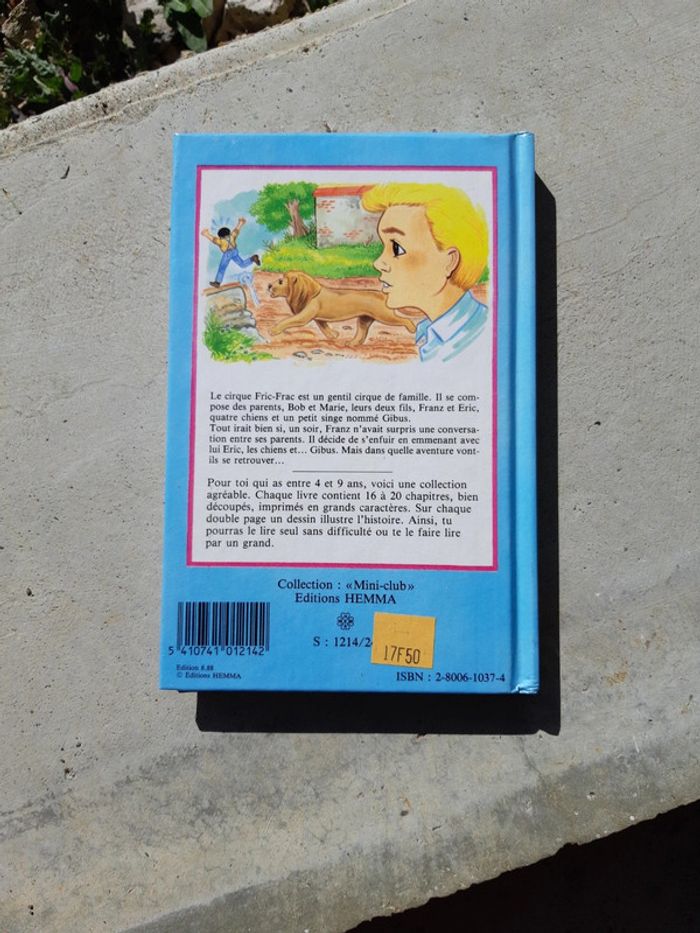 Le cirque Fric-Frac est un gentil cirque de famille. Il se com-
pose des parents, Bob et Marie, leurs deux fils, Franz et Eric,
quatre chiens et un petit singe nommé Gibus.
Tout irait bien si, un soir, Franz n'avait surpris une conversa-
tion entre ses parents. Il décide de s'enfuir en emmenant avec
lui Eric, les chiens et... Gibus. Mais dans quelle aventure vont-
ils se retrouver...
Pour toi qui as entre 4 et 9 ans, voici une collection
agréable. Chaque livre contient 16 à 20 chapitres, bien
découpés, imprimés en grands caractères. Sur chaque
double page un dessin illustre l'histoire. Ainsi, tu
pourras le lire seul sans difficulté ou te le faire lire
par un grand.
Collection : «Mini-club»
Editions HEMMA
S : 1214/2
17F50
5 410741 012142
Edition 8.88
© Editions HEMMA
ISBN : 2-8006-1037-4